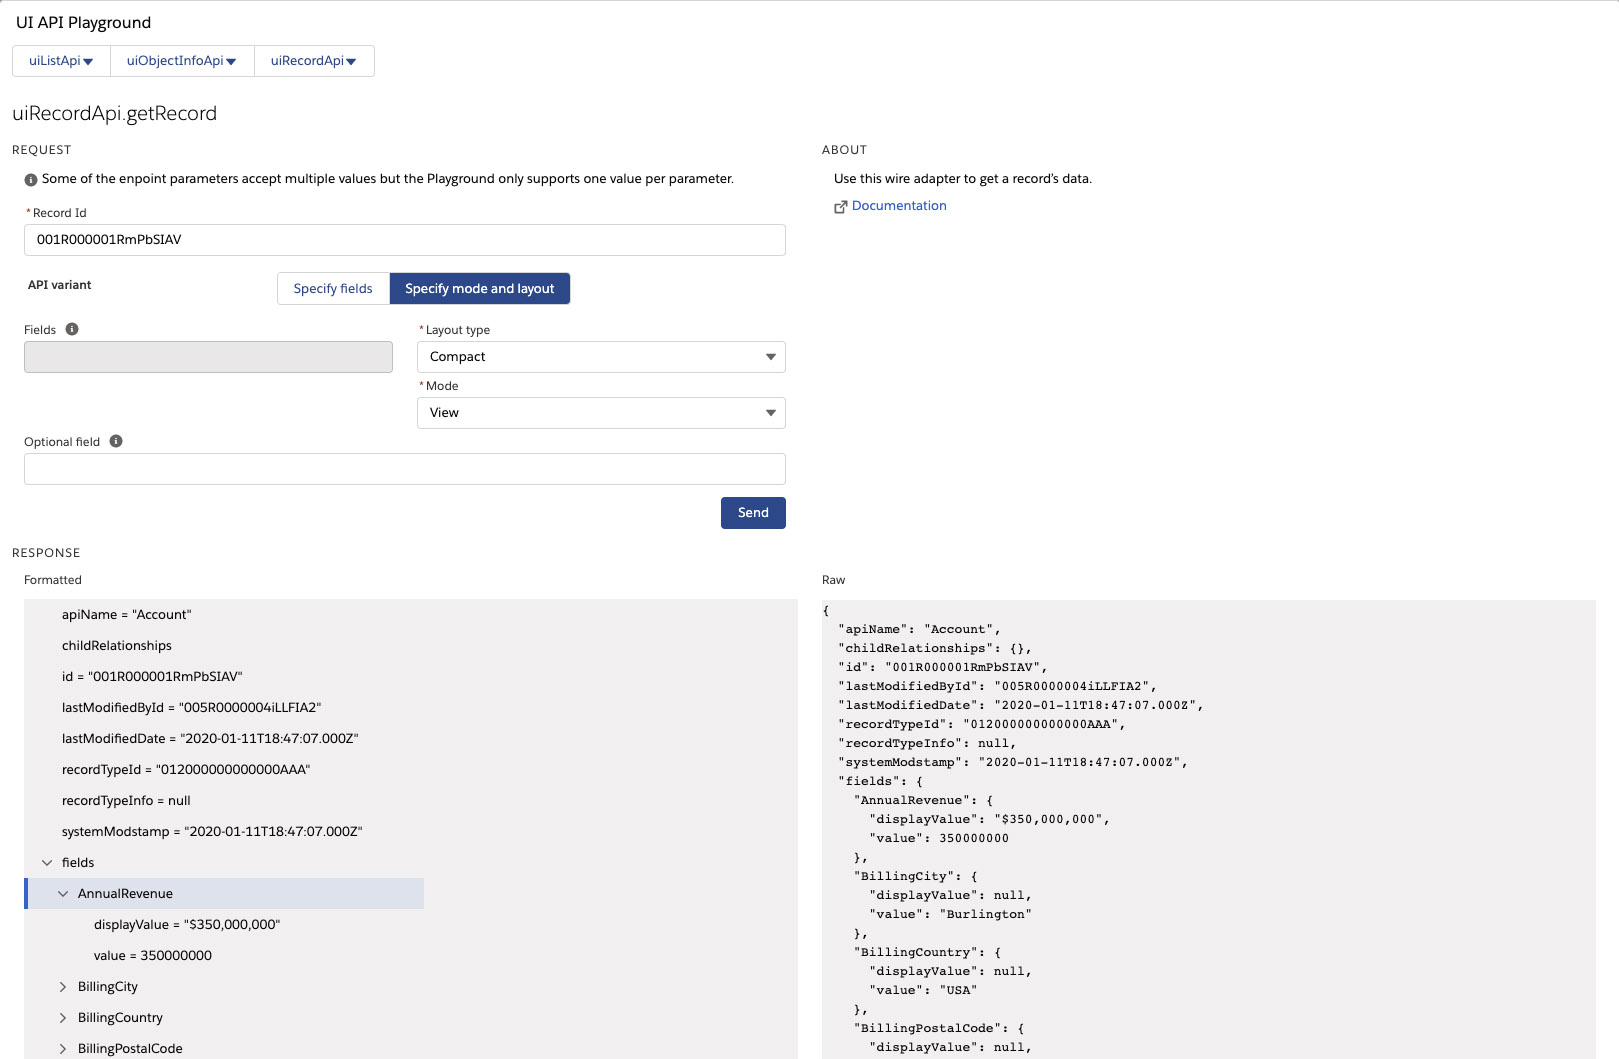 UI API Playground
uiListApi
uiObjectInfoApi
uiRecordApi
uiRecordApi.getRecord
REQUEST
Some of the enpoint parameters accept multiple values but the Playground only supports one value per parameter.
*Record Id
001R000001RmPbSIAV
API variant
Specify fields
Specify mode and layout
Fields
*Layout type
Compact
*Mode
View
Optional field
Send
ABOUT
Use this wire adapter to get a record's data.
Documentation
RESPONSE
Formatted
apiName = "Account"
childRelationships
id = "001R000001RmPbSIAV"
lastModifiedById = "005R0000004iLLFIA2"
lastModifiedDate = "2020-01-11T18:47:07.000Z"
recordTypeId = "012000000000000AAA"
recordTypeInfo = null
systemModstamp = "2020-01-11T18:47:07.000Z"
fields
AnnualRevenue
displayValue = "$350,000,000"
value = 350000000
BillingCity
BillingCountry
BillingPostalCode
Raw
{
"apiName": "Account",
"childRelationships": {},
"id": "001R000001RmPbSIAV",
"lastModifiedById": "005R0000004iLLFIA2",
"lastModifiedDate": "2020-01-11T18:47:07.000Z",
"recordTypeId": "012000000000000AAA",
"recordTypeInfo": null,
"systemModstamp": "2020-01-11T18:47:07.000Z",
"fields": {
"AnnualRevenue": {
"displayValue": "$350,000,000",
"value": 350000000
},
"BillingCity": {
"displayValue": null,
"value": "Burlington"
},
"BillingCountry": {
"displayValue": null,
"value": "USA"
},
"BillingPostalCode": {
"displayValue": null,